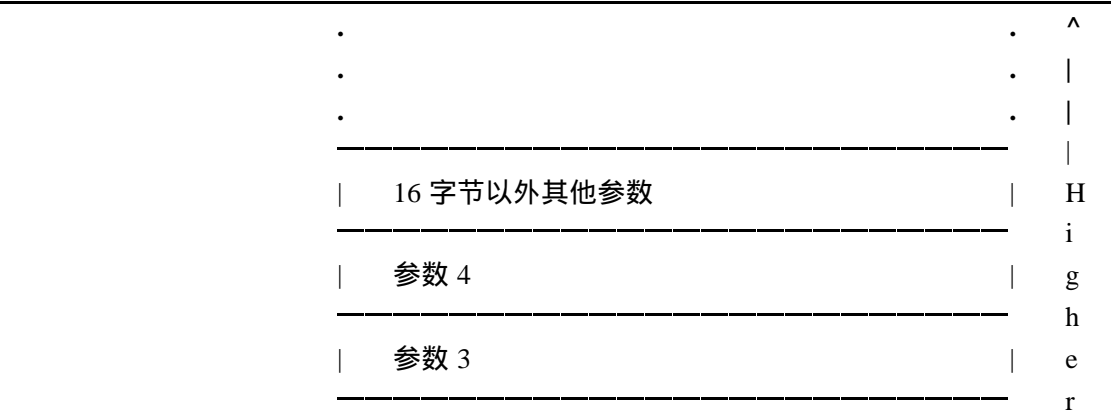 . . ^
. . |
. . |
|
| 16 字节以外其他参数 | H
i
| 参数 4 | g
h
| 参数 3 | e
r